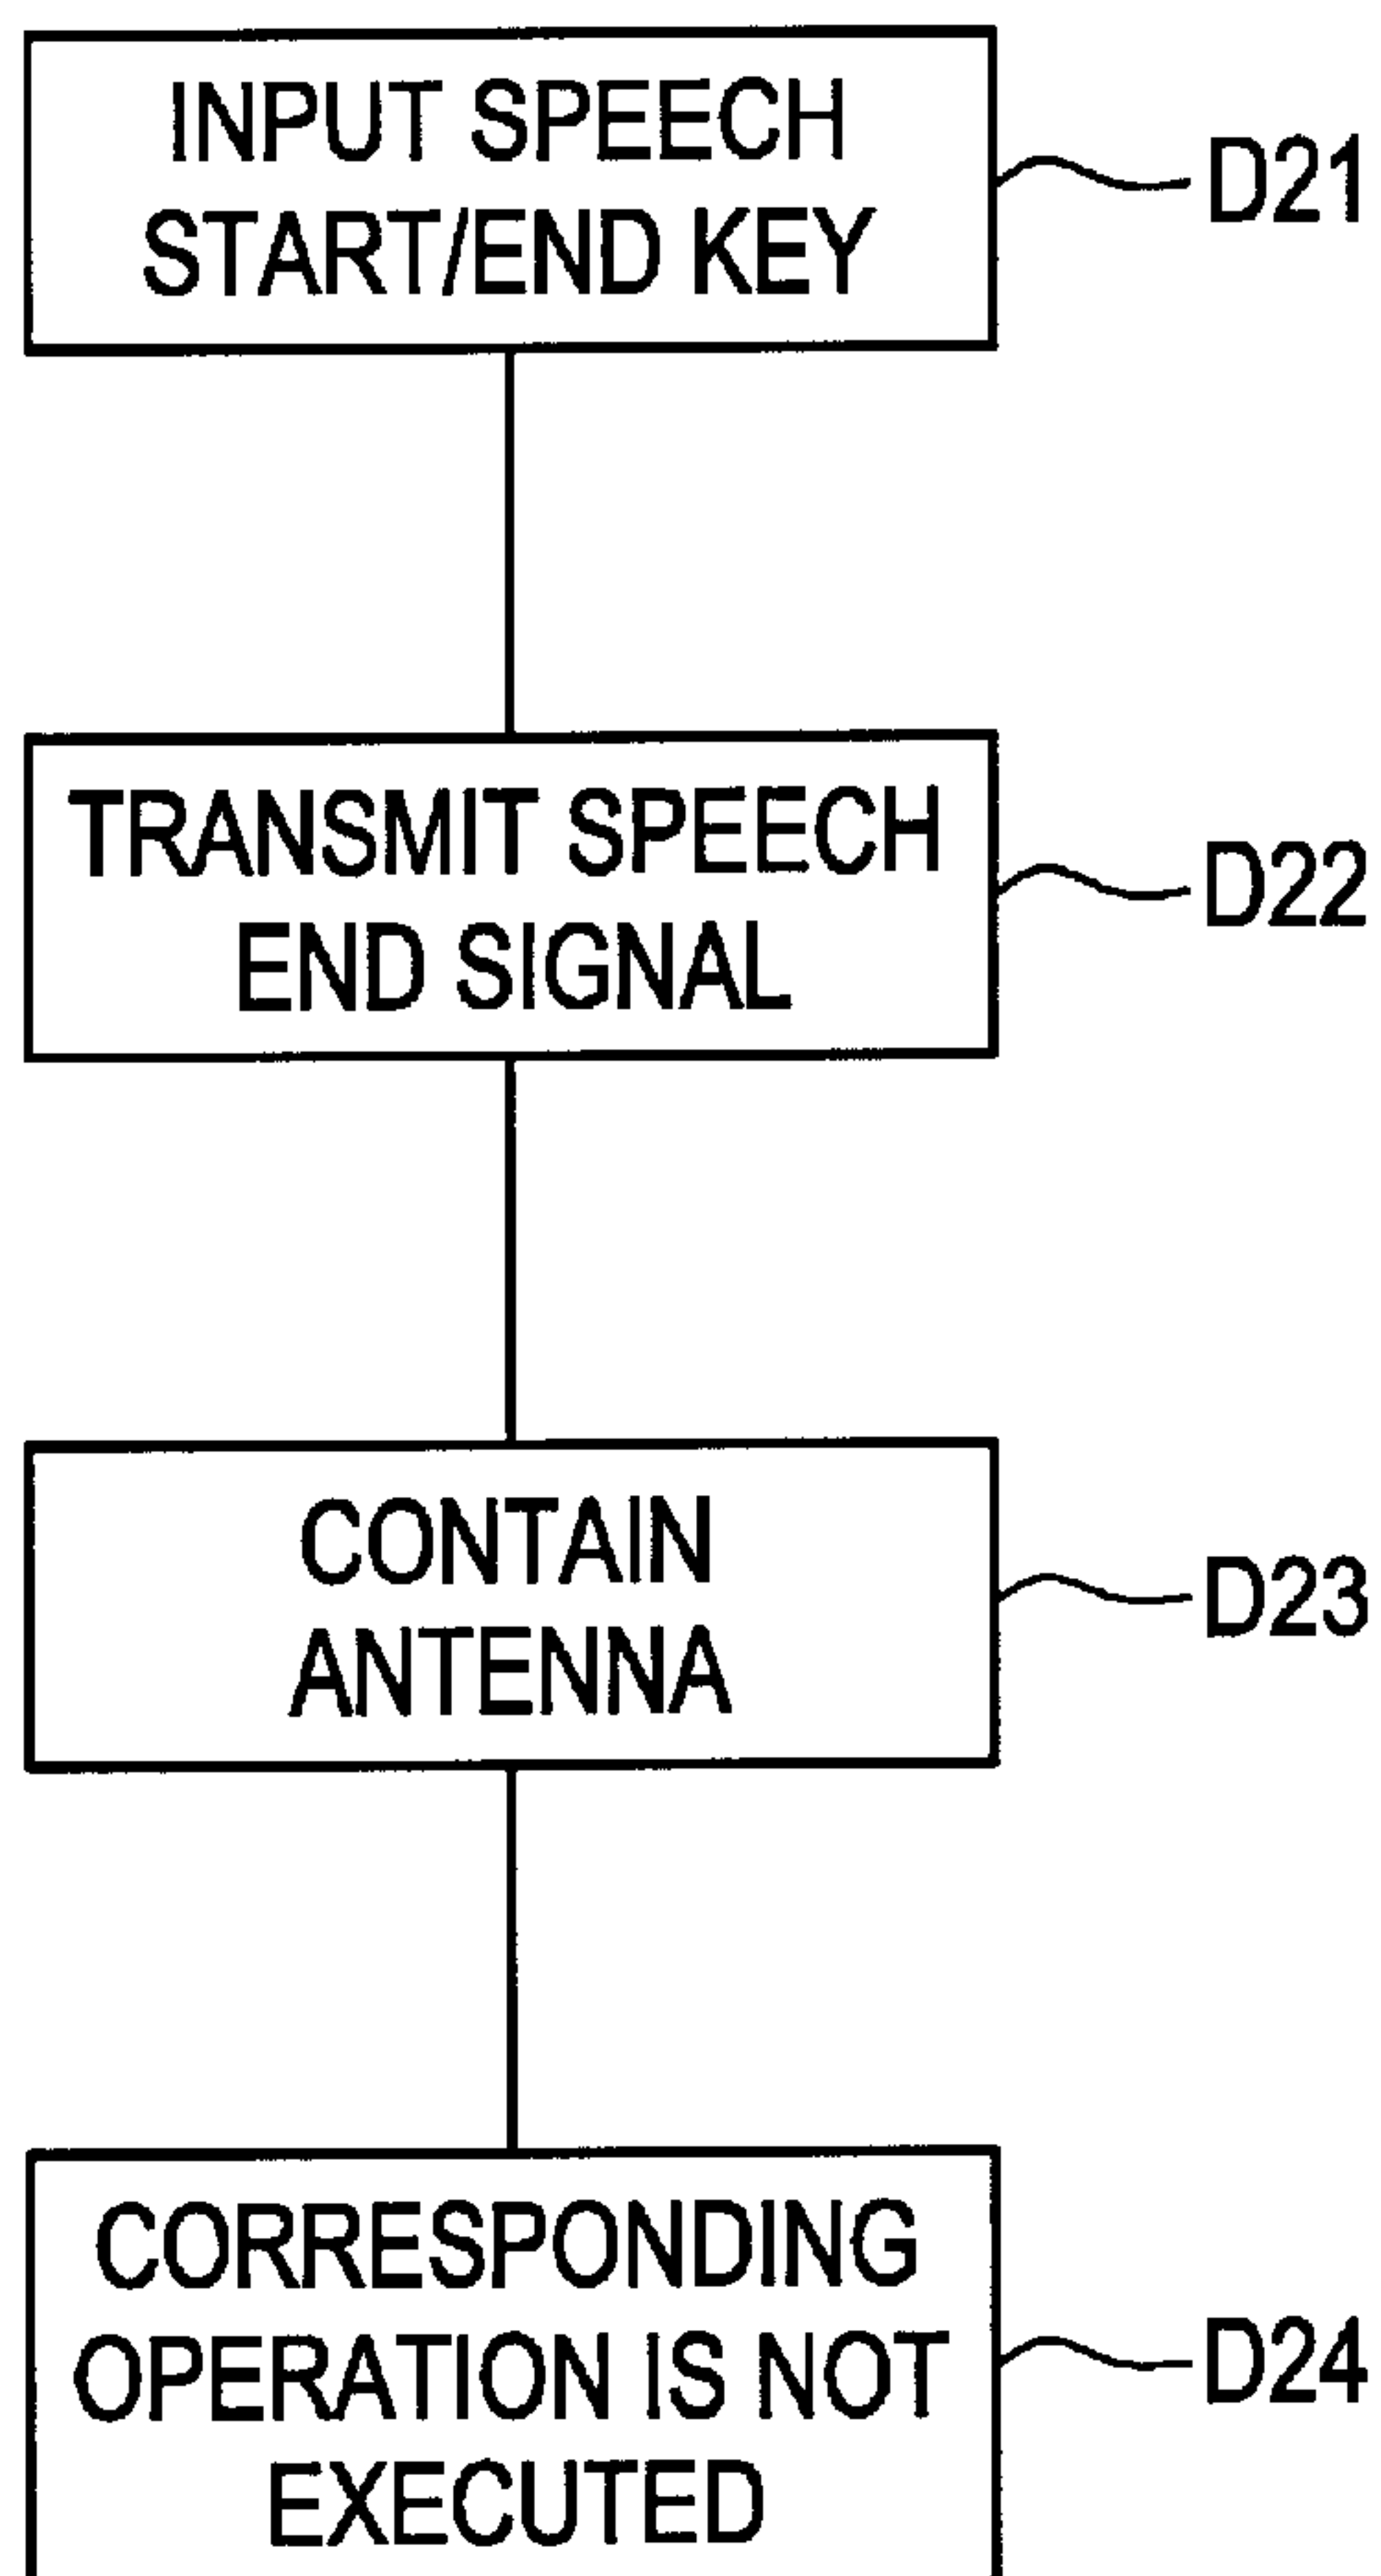 INPUT SPEECH
START/END KEY
D21
TRANSMIT SPEECH
END SIGNAL
D22
CONTAIN
ANTENNA
D23
CORRESPONDING
OPERATION IS NOT
EXECUTED
D24